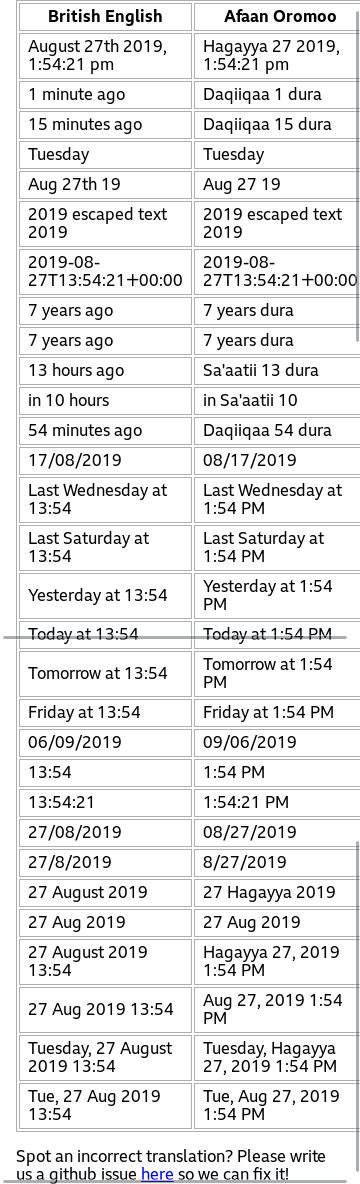 British English Afaan Oromoo
August 27th 2019, 1:54:21 pm Hagayya 27 2019, 1:54:21 pm
1 minute ago Daqiiqaa 1 dura
15 minutes ago Daqiiqaa 15 dura
Tuesday Tuesday
Aug 27th 19 Aug 27 19
2019 escaped text 2019 2019 escaped text 2019
2019-08-27T13:54:21+00:00 2019-08-27T13:54:21+00:00
7 years ago 7 years dura
7 years ago 7 years dura
13 hours ago Sa'aatii 13 dura
in 10 hours in Sa'aatii 10
54 minutes ago Daqiiqaa 54 dura
17/08/2019 08/17/2019
Last Wednesday at 13:54 Last Wednesday at 1:54 PM
Last Saturday at 13:54 Last Saturday at 1:54 PM
Yesterday at 13:54 Yesterday at 1:54 PM
Today at 13:54 Today at 1:54 PM
Tomorrow at 13:54 Tomorrow at 1:54 PM
Friday at 13:54 Friday at 1:54 PM
06/09/2019 09/06/2019
13:54 1:54 PM
13:54:21 1:54:21 PM
27/08/2019 08/27/2019
27/8/2019 8/27/2019
27 August 2019 27 Hagayya 2019
27 Aug 2019 27 Aug 2019
27 August 2019 13:54 Hagayya 27, 2019 1:54 PM
27 Aug 2019 13:54 Aug 27, 2019 1:54 PM
Tuesday, 27 August 2019 13:54 Tuesday, Hagayya 27, 2019 1:54 PM
Tue, 27 Aug 2019 13:54 Tue, Aug 27, 2019 1:54 PM
Spot an incorrect translation? Please write
us a github issue here so we can fix it!